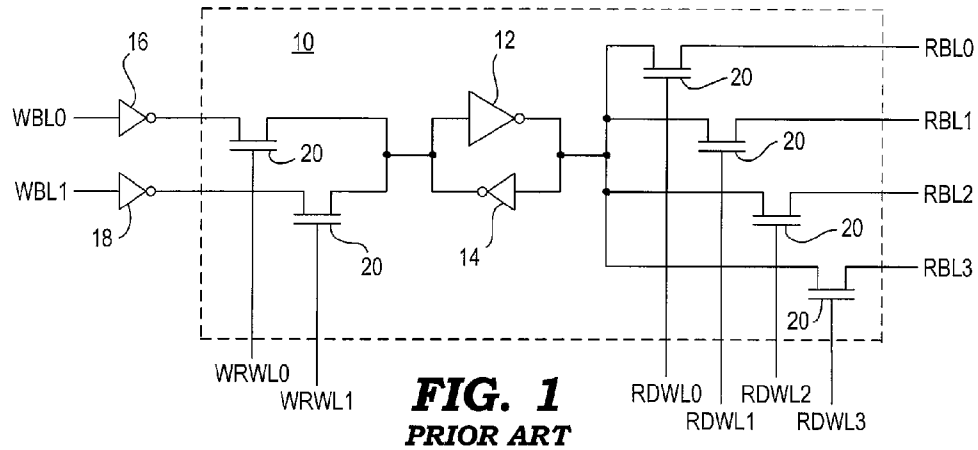 16
10
12
20
RBL0
WBL0
20
20
RBL1
WBL1
18
20
14
20
RBL2
20
RBL3
WRWL0
WRWL1
RDWL0
RDWL1
RDWL2
RDWL3
FIG. 1
PRIOR ART